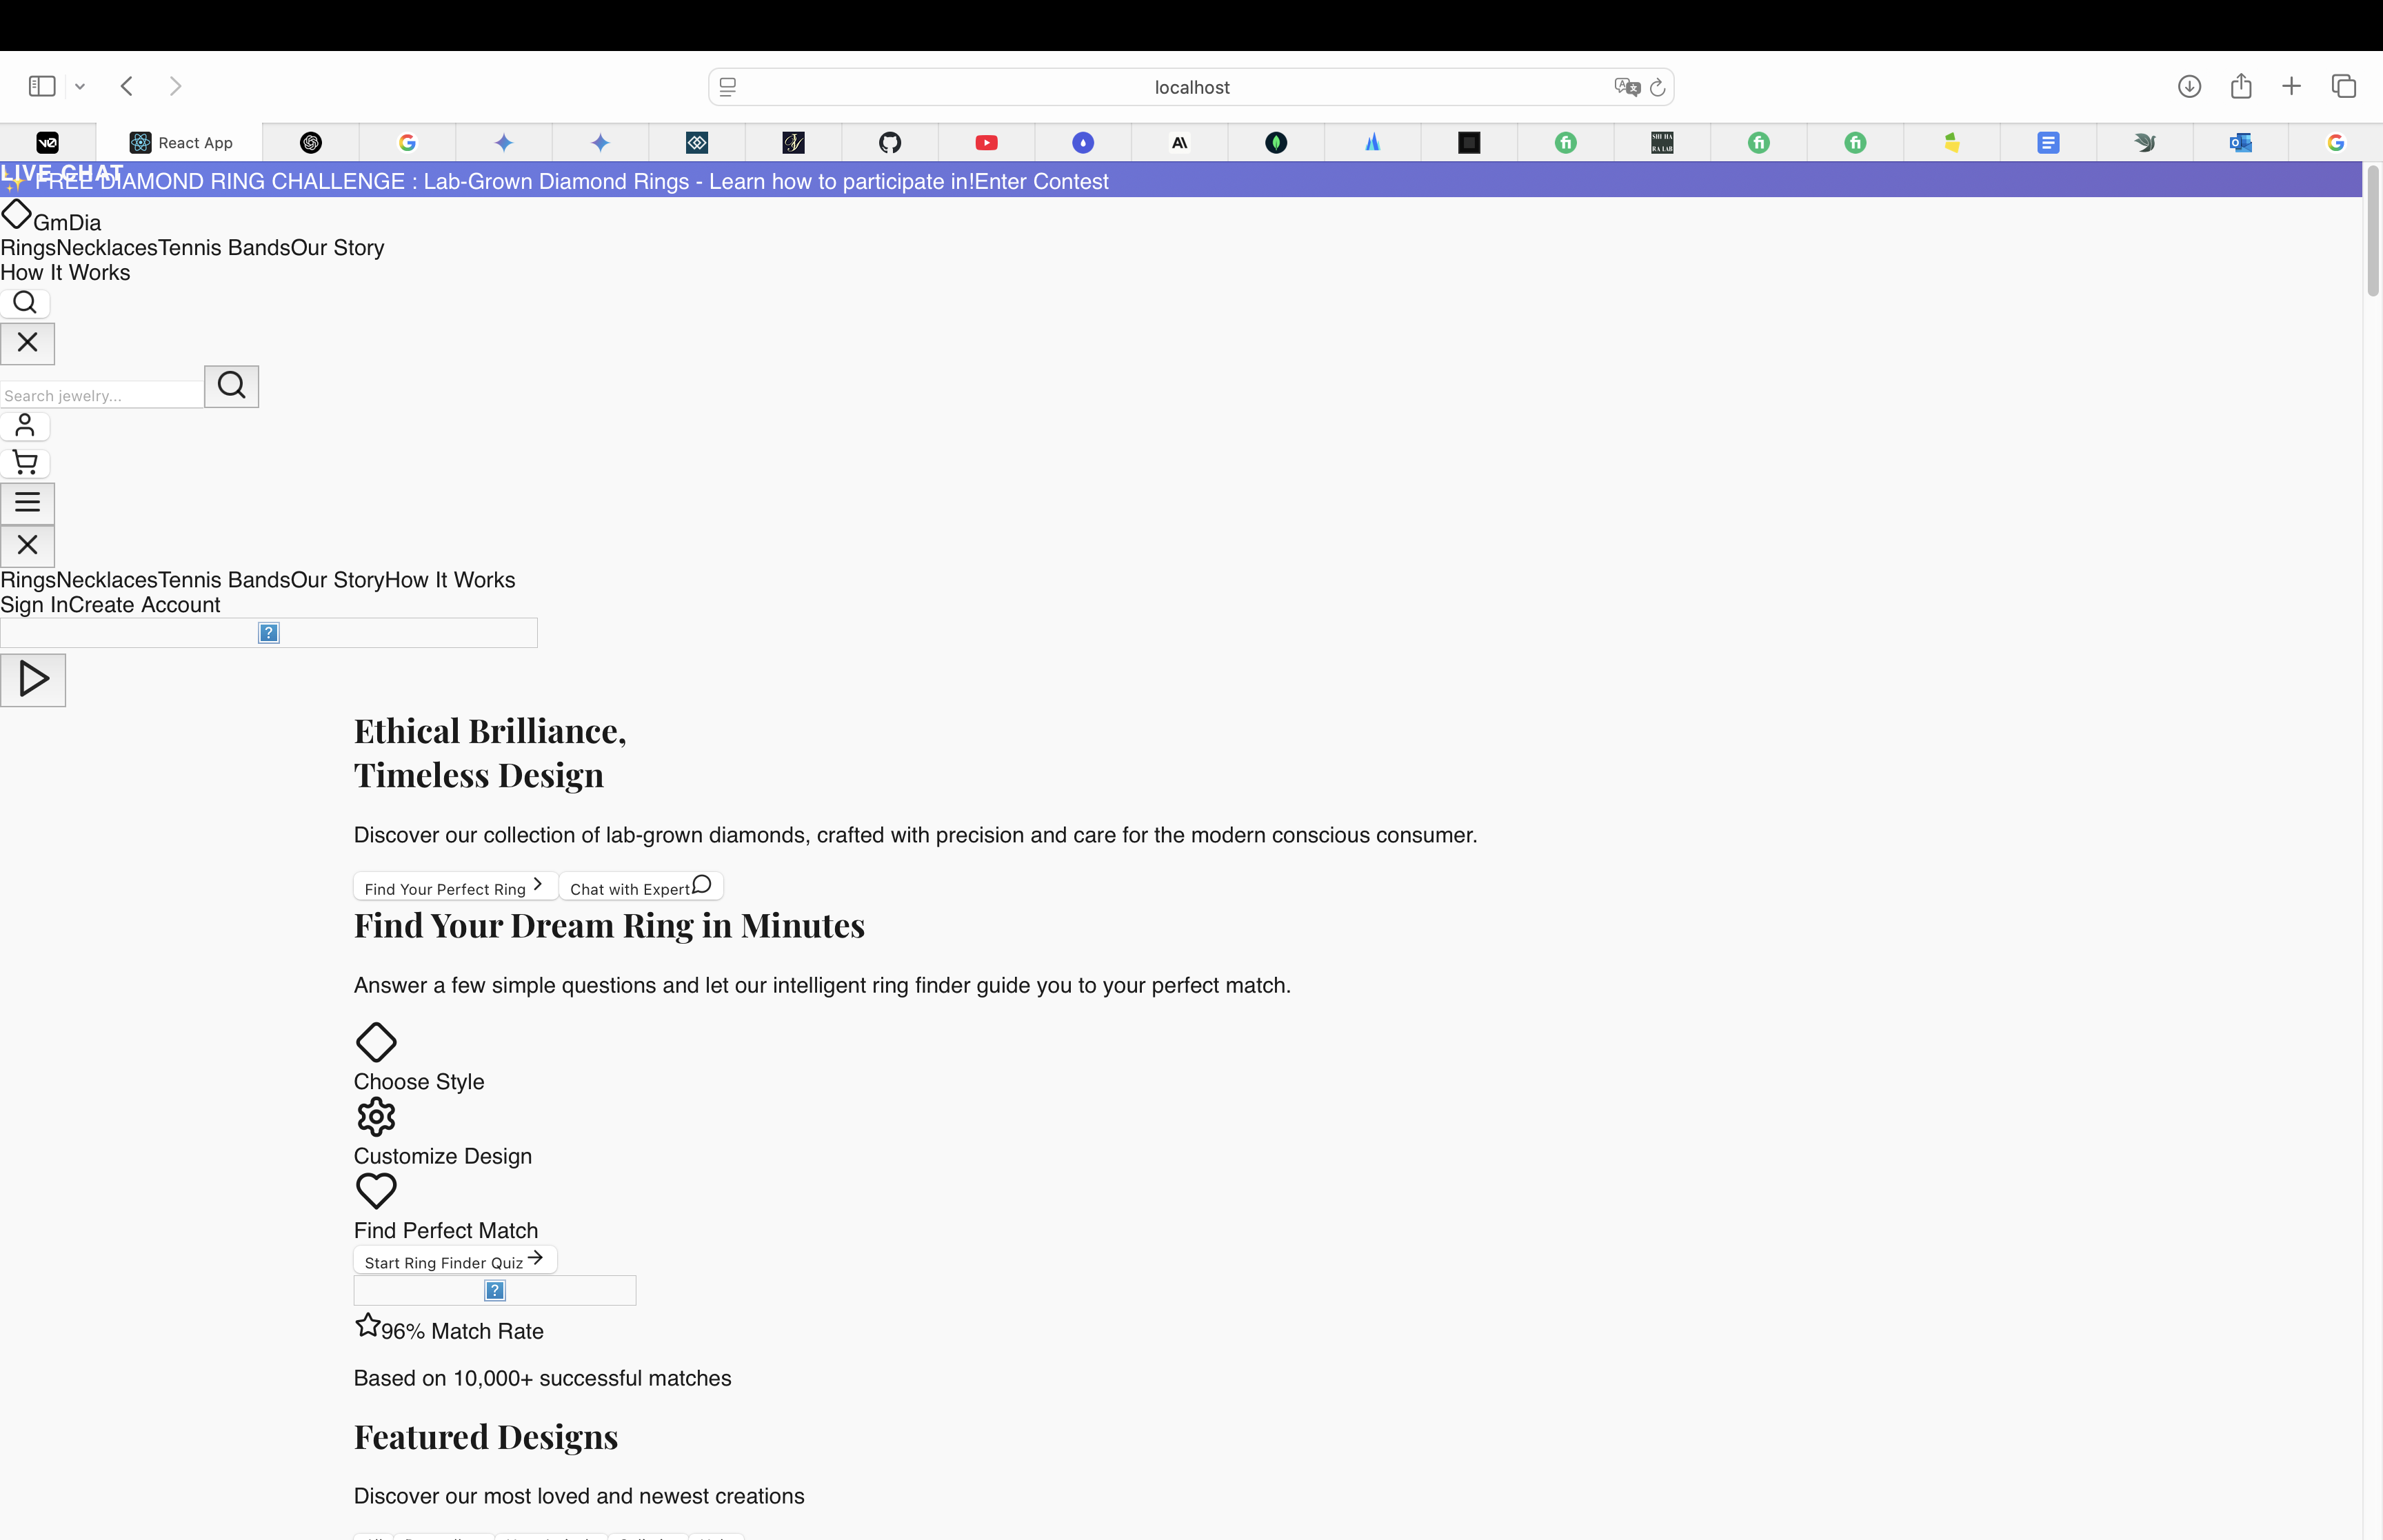 localhost
React App
LIVE CHAT
✨ FREE DIAMOND RING CHALLENGE : Lab-Grown Diamond Rings - Learn how to participate in!Enter Contest
GmDia
RingsNecklacesTennis BandsOur Story
How It Works
Search jewelry...
RingsNecklacesTennis BandsOur StoryHow It Works
Sign InCreate Account
Ethical Brilliance,
Timeless Design
Discover our collection of lab-grown diamonds, crafted with precision and care for the modern conscious consumer.
Find Your Perfect Ring Chat with Expert
Find Your Dream Ring in Minutes
Answer a few simple questions and let our intelligent ring finder guide you to your perfect match.
Choose Style
Customize Design
Find Perfect Match
Start Ring Finder Quiz
96% Match Rate
Based on 10,000+ successful matches
Featured Designs
Discover our most loved and newest creations